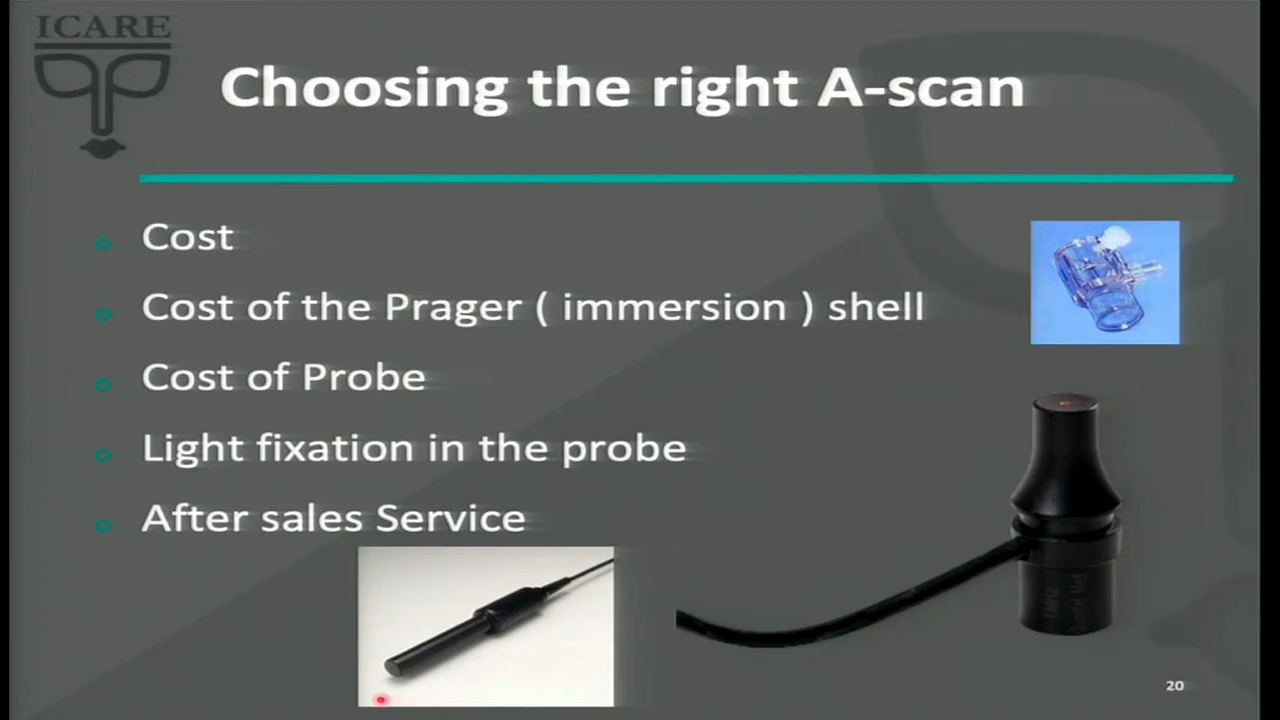 ICARE
Choosing the right A-scan
Cost
Cost of the Prager ( immersion ) shell
Cost of Probe
Light fixation in the probe
After sales Service
20